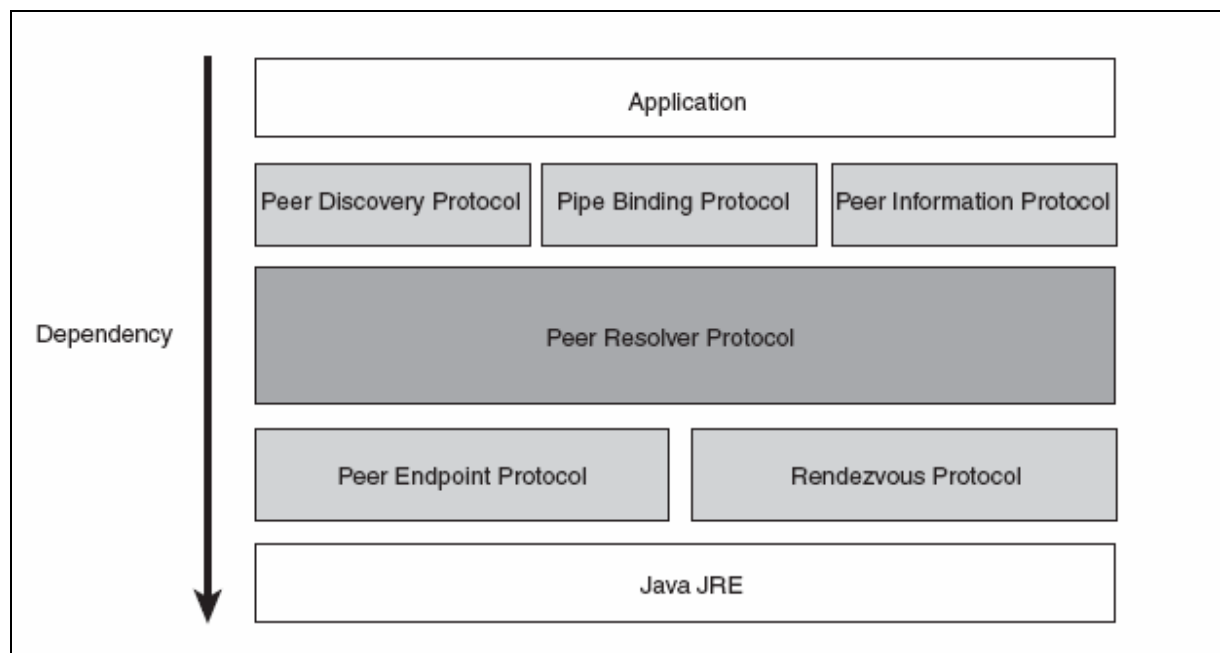 Application
Peer Discovery Protocol
Pipe Binding Protocol
Peer Information Protocol
Dependency
Peer Resolver Protocol
Peer Endpoint Protocol
Rendezvous Protocol
Java JRE